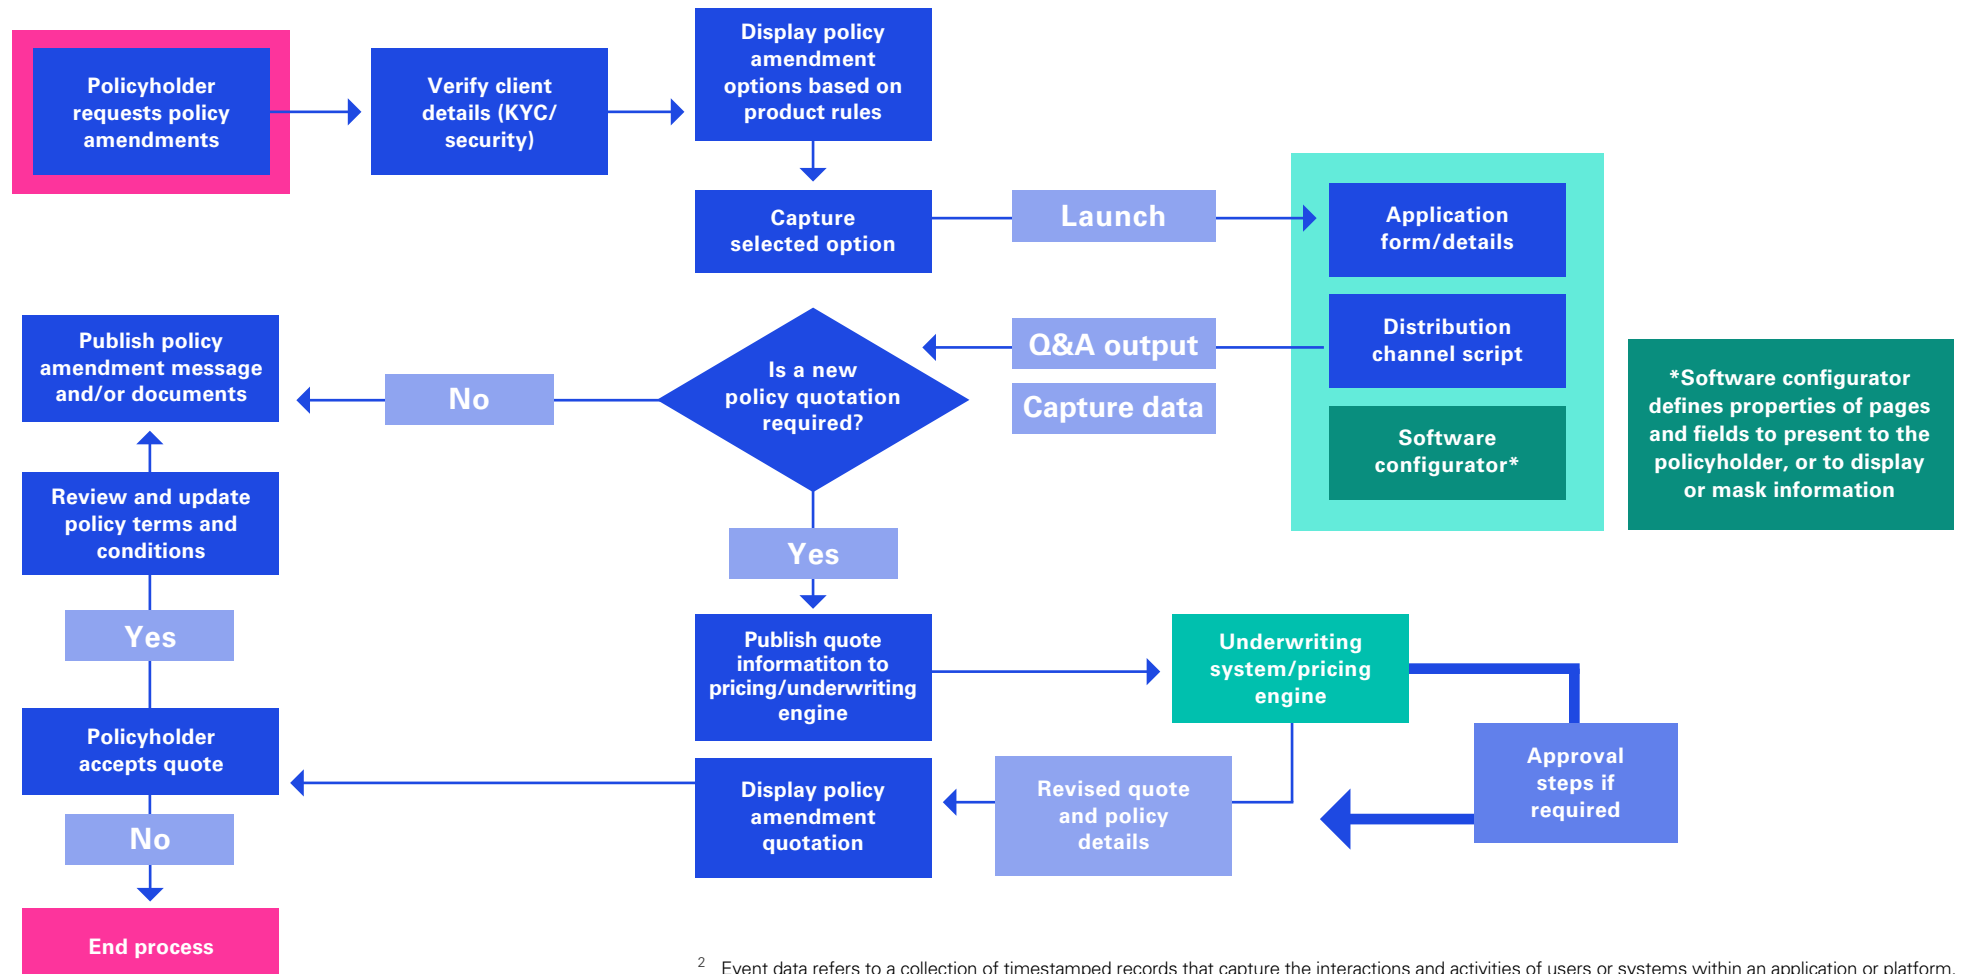 Policyholder
requests policy
amendments
Verify client
details (KYC/
security)
Display policy
amendment
options based on
product rules
Capture
selected option
Launch
Application
form/details
Distribution
channel script
Software
configurator*
*Software configurator
defines properties of pages
and fields to present to the
policyholder, or to display
or mask information
Q&A output
Capture data
Is a new
policy quotation
required?
No
Publish policy
amendment message
and/or documents
Review and update
policy terms and
conditions
Yes
Policyholder
accepts quote
No
End process
Yes
Publish quote
informatiton to
pricing/underwriting
engine
Underwriting
system/pricing
engine
Approval
steps if
required
Revised quote
and policy
details
Display policy
amendment
quotation
2 Event data refers to a collection of timestamped records that capture the interactions and activities of users or systems within an application or platform.